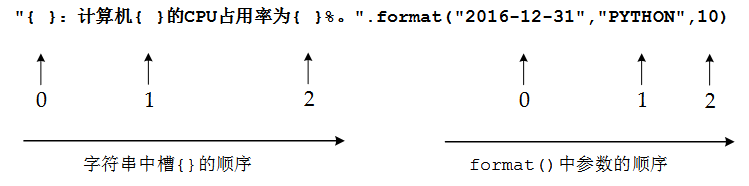 "{ }：计算机{ }的CPU占用率为{ }%。".format("2016-12-31","PYTHON",10)
0 1 2 0 1 2
字符串中槽{}的顺序 format()中参数的顺序